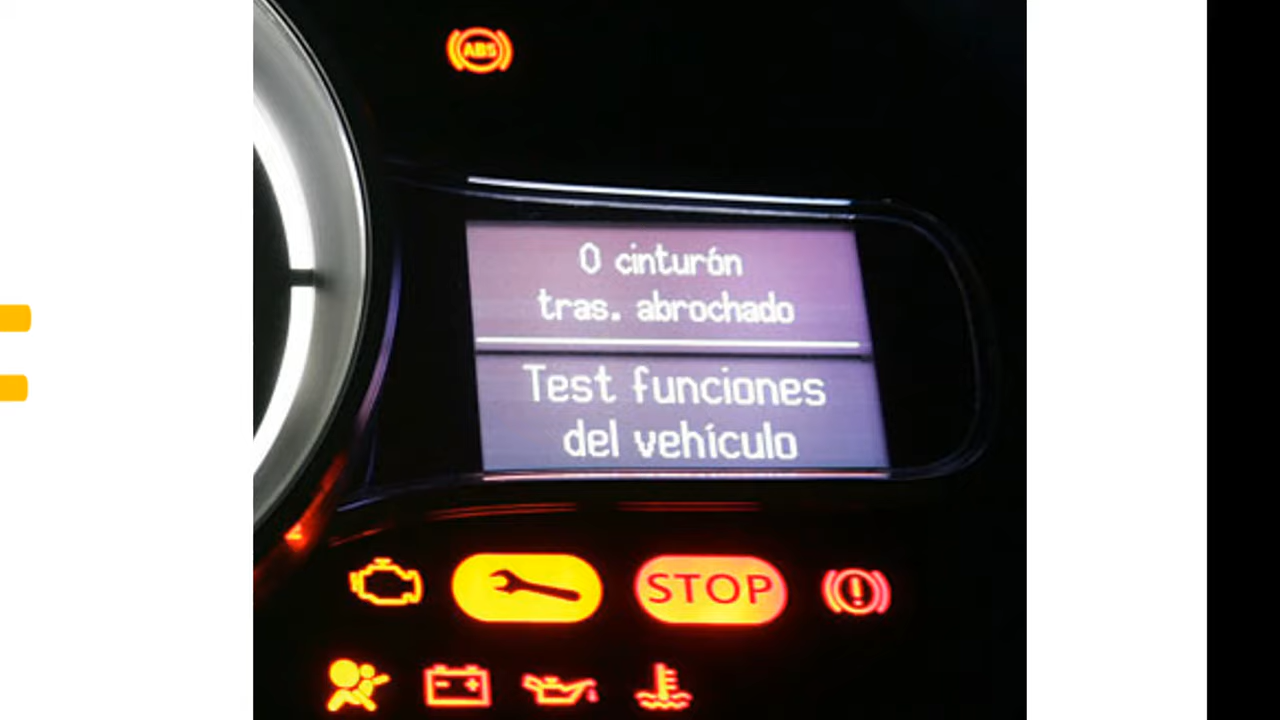 ABS
0 cinturón
tras. abrochado
Test funciones
del vehículo
STOP